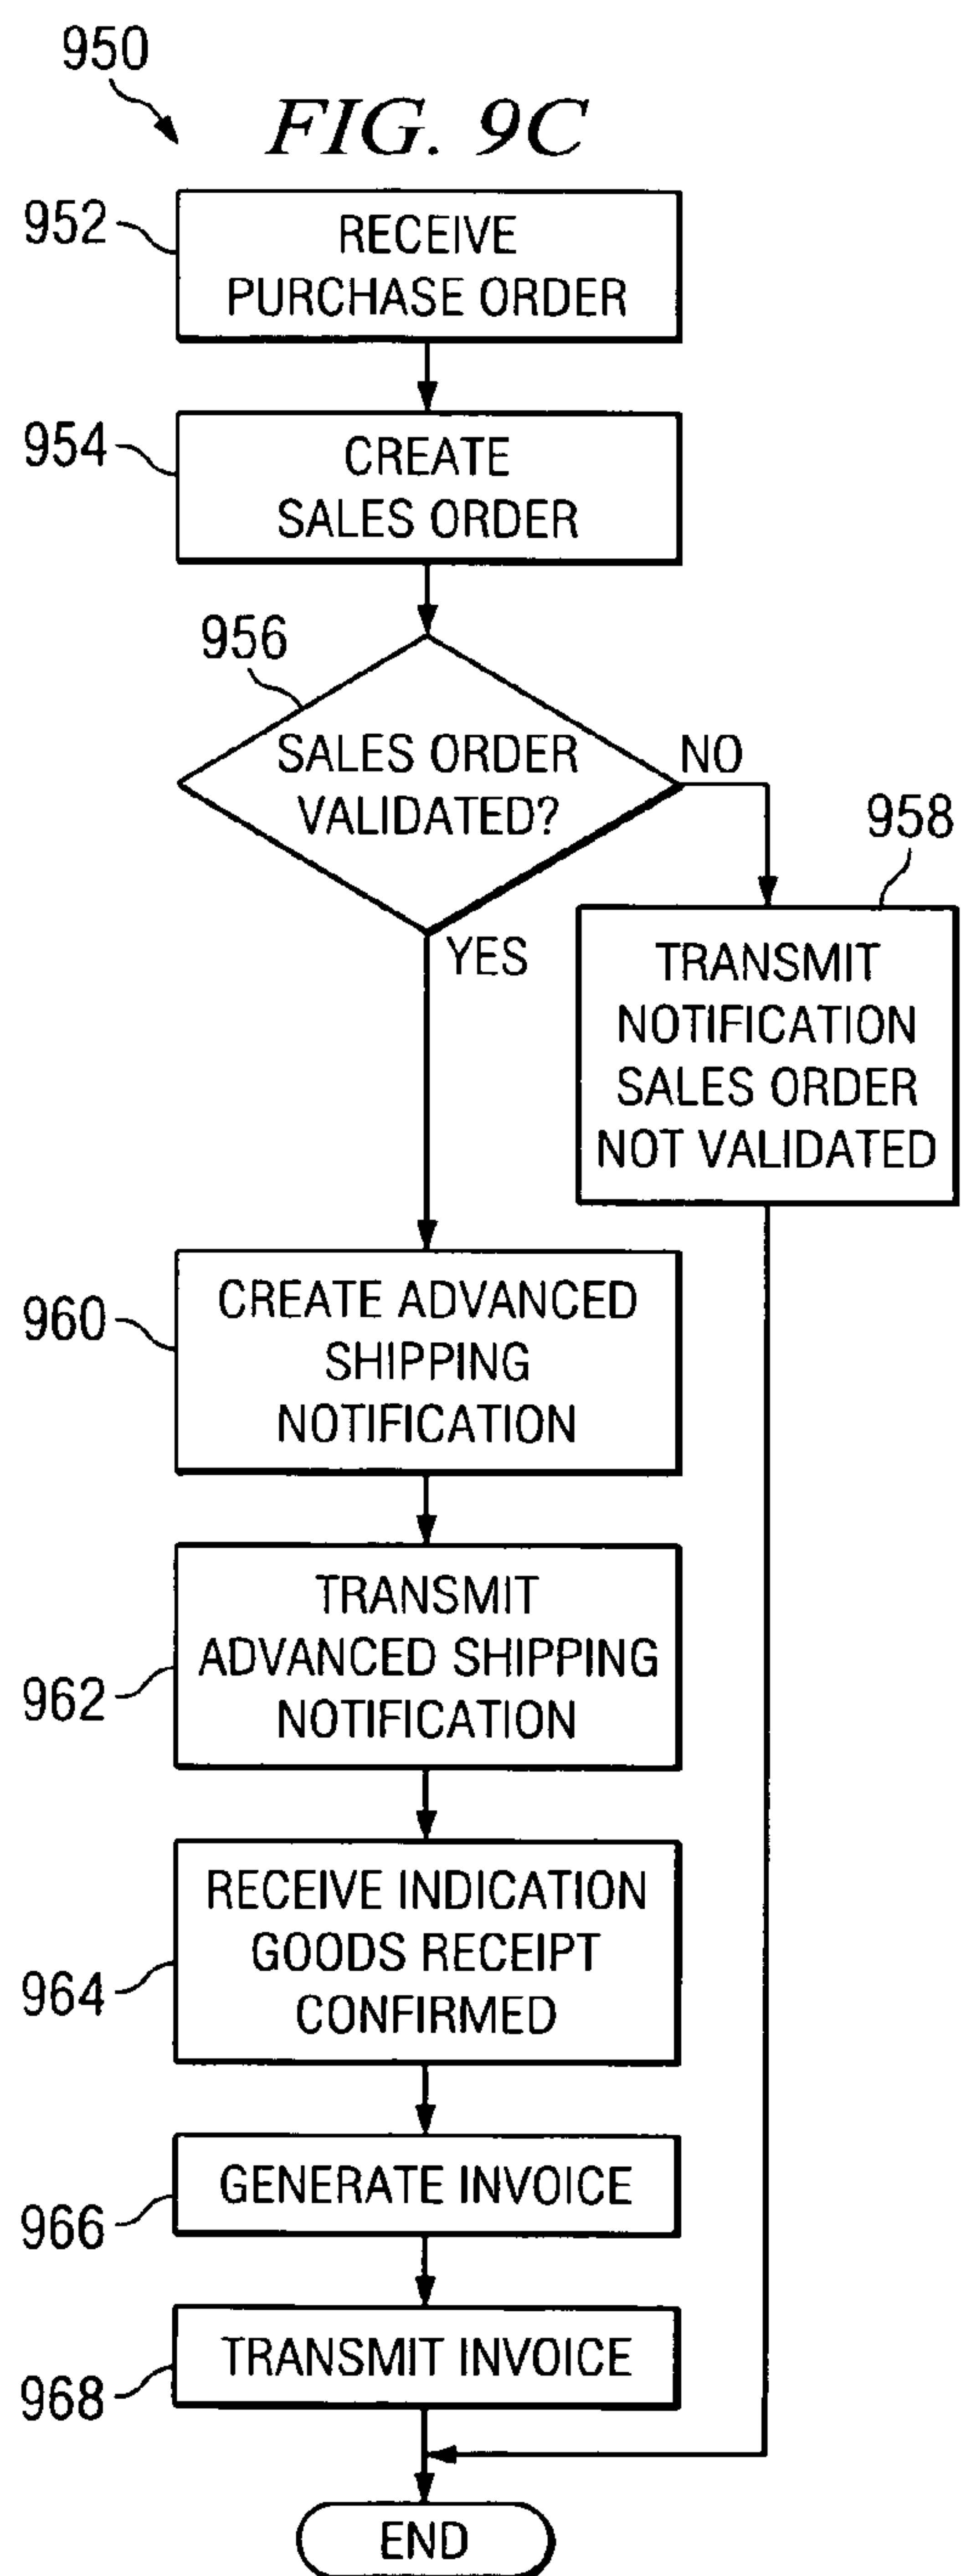 950
FIG. 9C
952
RECEIVE
PURCHASE ORDER
954
CREATE
SALES ORDER
956
SALES ORDER
VALIDATED?
NO
YES
958
TRANSMIT
NOTIFICATION
SALES ORDER
NOT VALIDATED
960
CREATE ADVANCED
SHIPPING
NOTIFICATION
962
TRANSMIT
ADVANCED SHIPPING
NOTIFICATION
964
RECEIVE INDICATION
GOODS RECEIPT
CONFIRMED
966
GENERATE INVOICE
968
TRANSMIT INVOICE
END